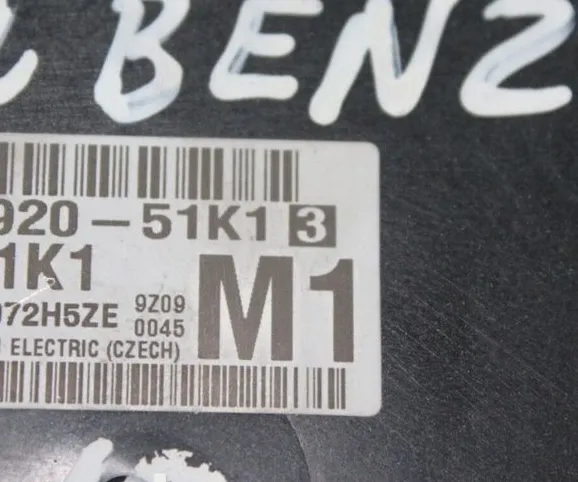 BENZ
920-51K1 3
1K1
M1
072H5ZE
9Z09
0045
ELECTRIC (CZECH)